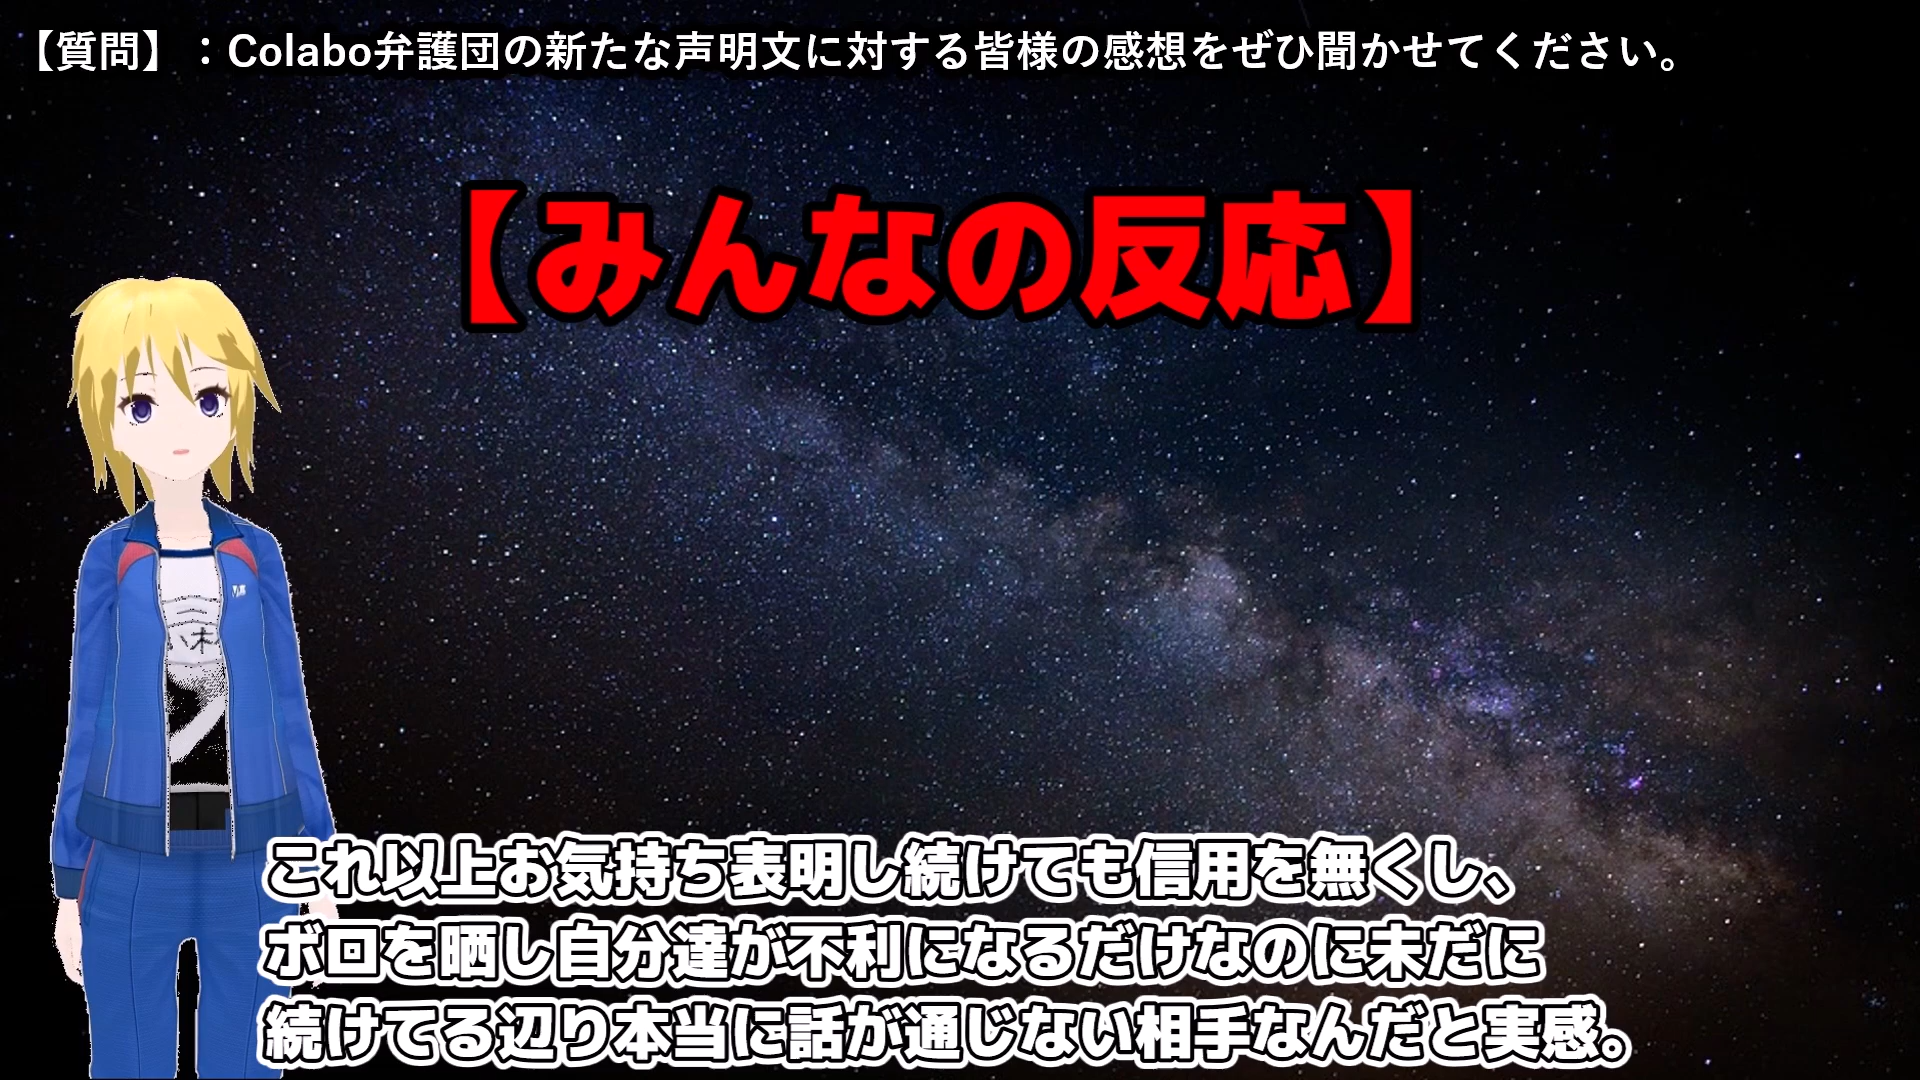 【質問】：Colabo弁護団の新たな声明文に対する皆様の感想をぜひ聞かせてください。
【みんなの反応】
い木
これ以上お気持ち表明し続けても信用を無くし、
ボロを晒し自分達が不利になるだけなのに未だに
続けてる辺り本当に話が通じない相手なんだと実感。